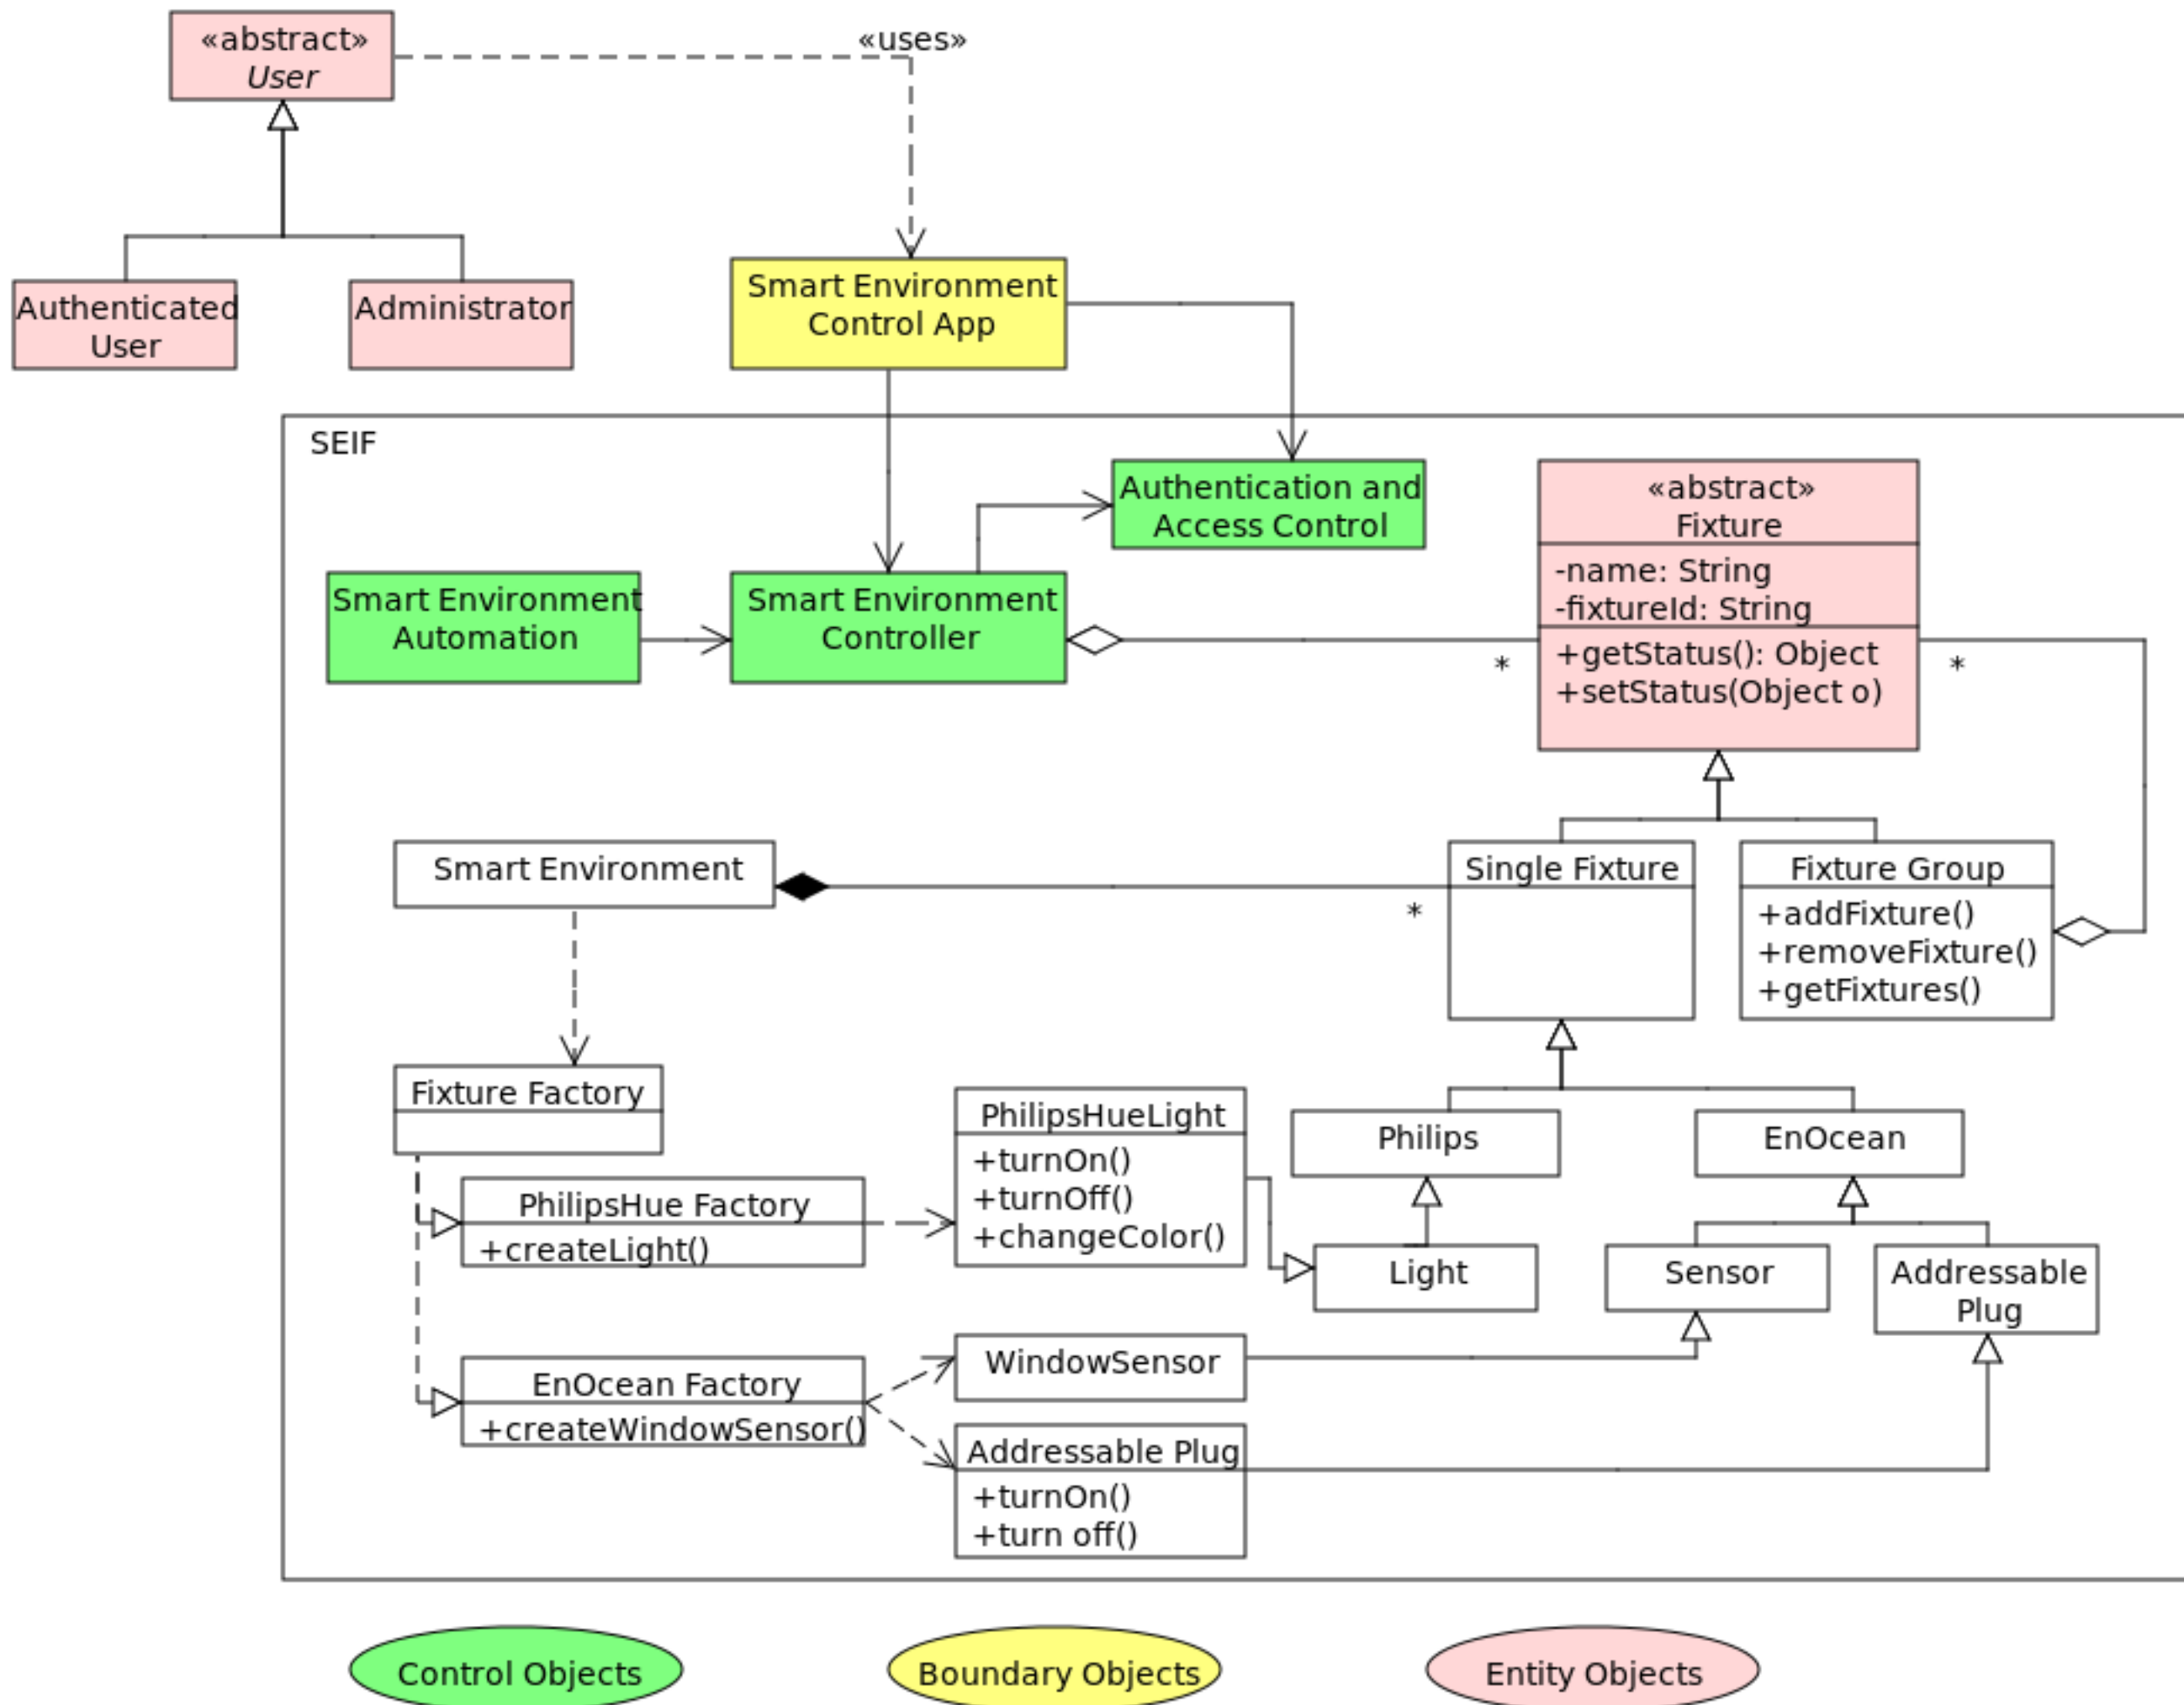 «abstract»
User
«uses»
Authenticated
User
Administrator
Smart Environment
Control App
SEIF
Authentication and
Access Control
«abstract»
Fixture
-name: String
-fixtureId: String
+getStatus(): Object
+setStatus(Object o)
Smart Environment
Automation
Smart Environment
Controller
*
*
Smart Environment
*
Single Fixture
Fixture Group
+addFixture()
+removeFixture()
+getFixtures()
Fixture Factory
PhilipsHueLight
+turnOn()
+turnOff()
+changeColor()
Philips
EnOcean
PhilipsHue Factory
+createLight()
Light
Sensor
Addressable
Plug
EnOcean Factory
+createWindowSensor()
WindowSensor
Addressable Plug
+turnOn()
+turn off()
Control Objects
Boundary Objects
Entity Objects